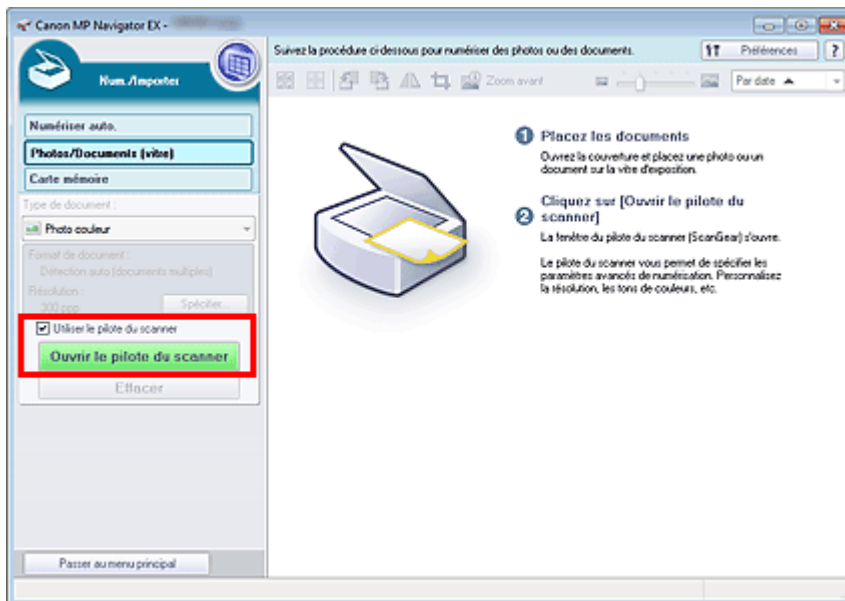 Canon MP Navigator EX -
Num./Importer
Numériser auto.
Photos/Documents (vitre)
Carte mémoire
Type de document :
Photo couleur
Format de document :
Détection auto (documents multiples)
Résolution :
300 ppp
Spécifier...
Utiliser le pilote du scanner
Ouvrir le pilote du scanner
Effacer
Passer au menu principal
Suivez la procédure ci-dessous pour numériser des photos ou des documents.
Préférences
?
Zoom avant
Par date
1 Placez les documents
Ouvrez la couverture et placez une photo ou un
document sur la vitre d'exposition.
2 Cliquez sur [Ouvrir le pilote du
scanner]
La fenêtre du pilote du scanner (ScanGear) s'ouvre.
Le pilote du scanner vous permet de spécifier les
paramètres avancés de numérisation. Personnalisez
la résolution, les tons de couleurs, etc.